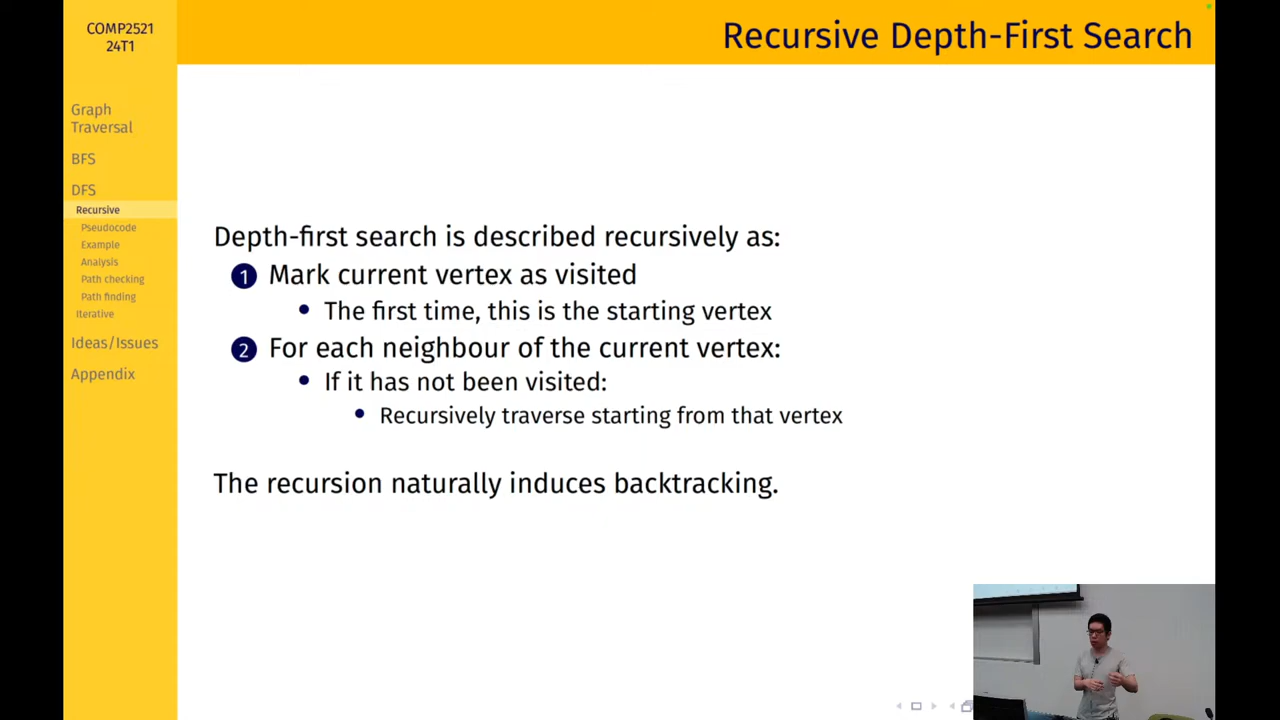 COMP2521
24T1
Recursive Depth-First Search
Graph
Traversal
BFS
DFS
Recursive
Pseudocode
Example
Analysis
Path checking
Path finding
Iterative
Ideas/Issues
Appendix
Depth-first search is described recursively as:
1 Mark current vertex as visited
• The first time, this is the starting vertex
2 For each neighbour of the current vertex:
• If it has not been visited:
• Recursively traverse starting from that vertex
The recursion naturally induces backtracking.